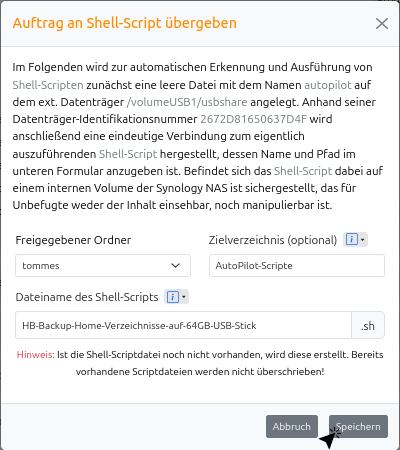 Auftrag an Shell-Script übergeben
Im Folgenden wird zur automatischen Erkennung und Ausführung von
Shell-Scripten zunächst eine leere Datei mit dem Namen autopilot auf
dem ext. Datenträger /volumeUSB1/usbshare angelegt. Anhand seiner
Datenträger-Identifikationsnummer 2672D81650637D4F wird
anschließend eine eindeutige Verbindung zum eigentlich
auszuführenden Shell-Script hergestellt, dessen Name und Pfad im
unteren Formular anzugeben ist. Befindet sich das Shell-Script dabei auf
einem internen Volume der Synology NAS ist sichergestellt, das für
Unbefugte weder der Inhalt einsehbar, noch manipulierbar ist.
Freigegebener Ordner Zielverzeichnis (optional) i
tommes AutoPilot-Scripte
Dateiname des Shell-Scripts i
HB-Backup-Home-Verzeichnisse-auf-64GB-USB-Stick .sh
Hinweis: Ist die Shell-Scriptdatei noch nicht vorhanden, wird diese erstellt. Bereits
vorhandene Scriptdateien werden nicht überschrieben!
Abbruch Speichern